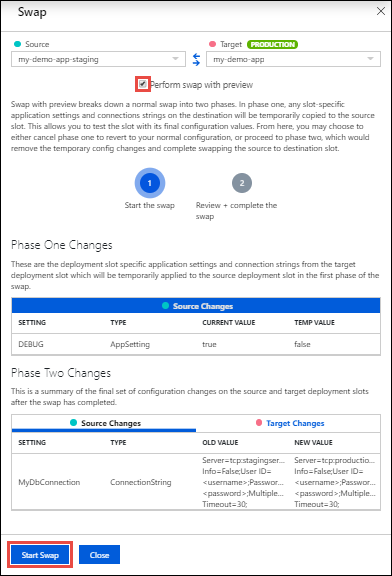 Swap
Source
Target PRODUCTION
my-demo-app-staging
my-demo-app
Perform swap with preview
Swap with preview breaks down a normal swap into two phases. In phase one, any slot-specific
application settings and connections strings on the destination will be temporarily copied to the source
slot. This allows you to test the slot with its final configuration values. From here, you may choose to
either cancel phase one to revert to your normal configuration, or proceed to phase two, which would
remove the temporary config changes and complete swapping the source to destination slot.
1
2
Start the swap
Review + complete the
swap
Phase One Changes
These are the deployment slot specific application settings and connection strings from the target
deployment slot which will be temporarily applied to the source deployment slot in the first phase of the
swap.
Source Changes
SETTING TYPE CURRENT VALUE TEMP VALUE
DEBUG AppSetting true false
Phase Two Changes
This is a summary of the final set of configuration changes on the source and target deployment slots
after the swap has completed.
Source Changes Target Changes
SETTING TYPE OLD VALUE NEW VALUE
Server=tcp:stagingser... Server=tcp:productio...
Info=False;User ID= Info=False;User ID=
MyDbConnection ConnectionString <username>;Passwor... <username>;Passwor...
<password>;Multiple... <password>;Multiple...
Timeout=30; Timeout=30;
Start Swap
Close